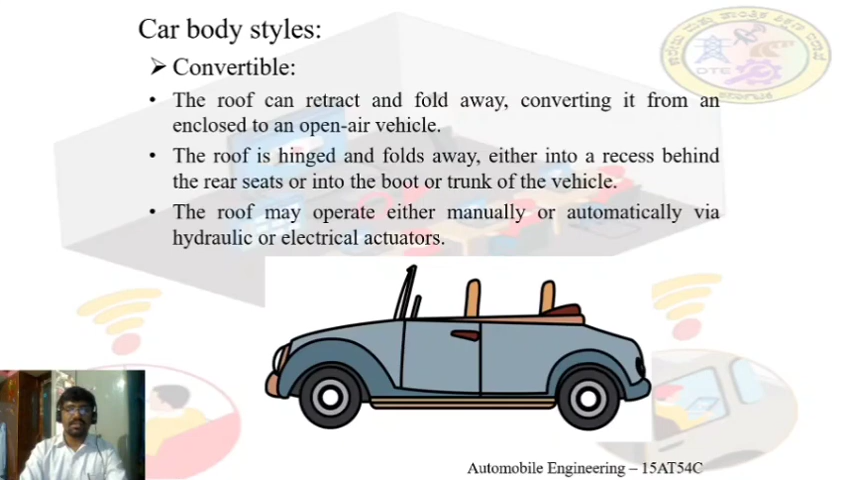 Car body styles:
➢ Convertible:
• The roof can retract and fold away, converting it from an
enclosed to an open-air vehicle.
• The roof is hinged and folds away, either into a recess behind
the rear seats or into the boot or trunk of the vehicle.
• The roof may operate either manually or automatically via
hydraulic or electrical actuators.
DTE
Automobile Engineering – 15AT54C